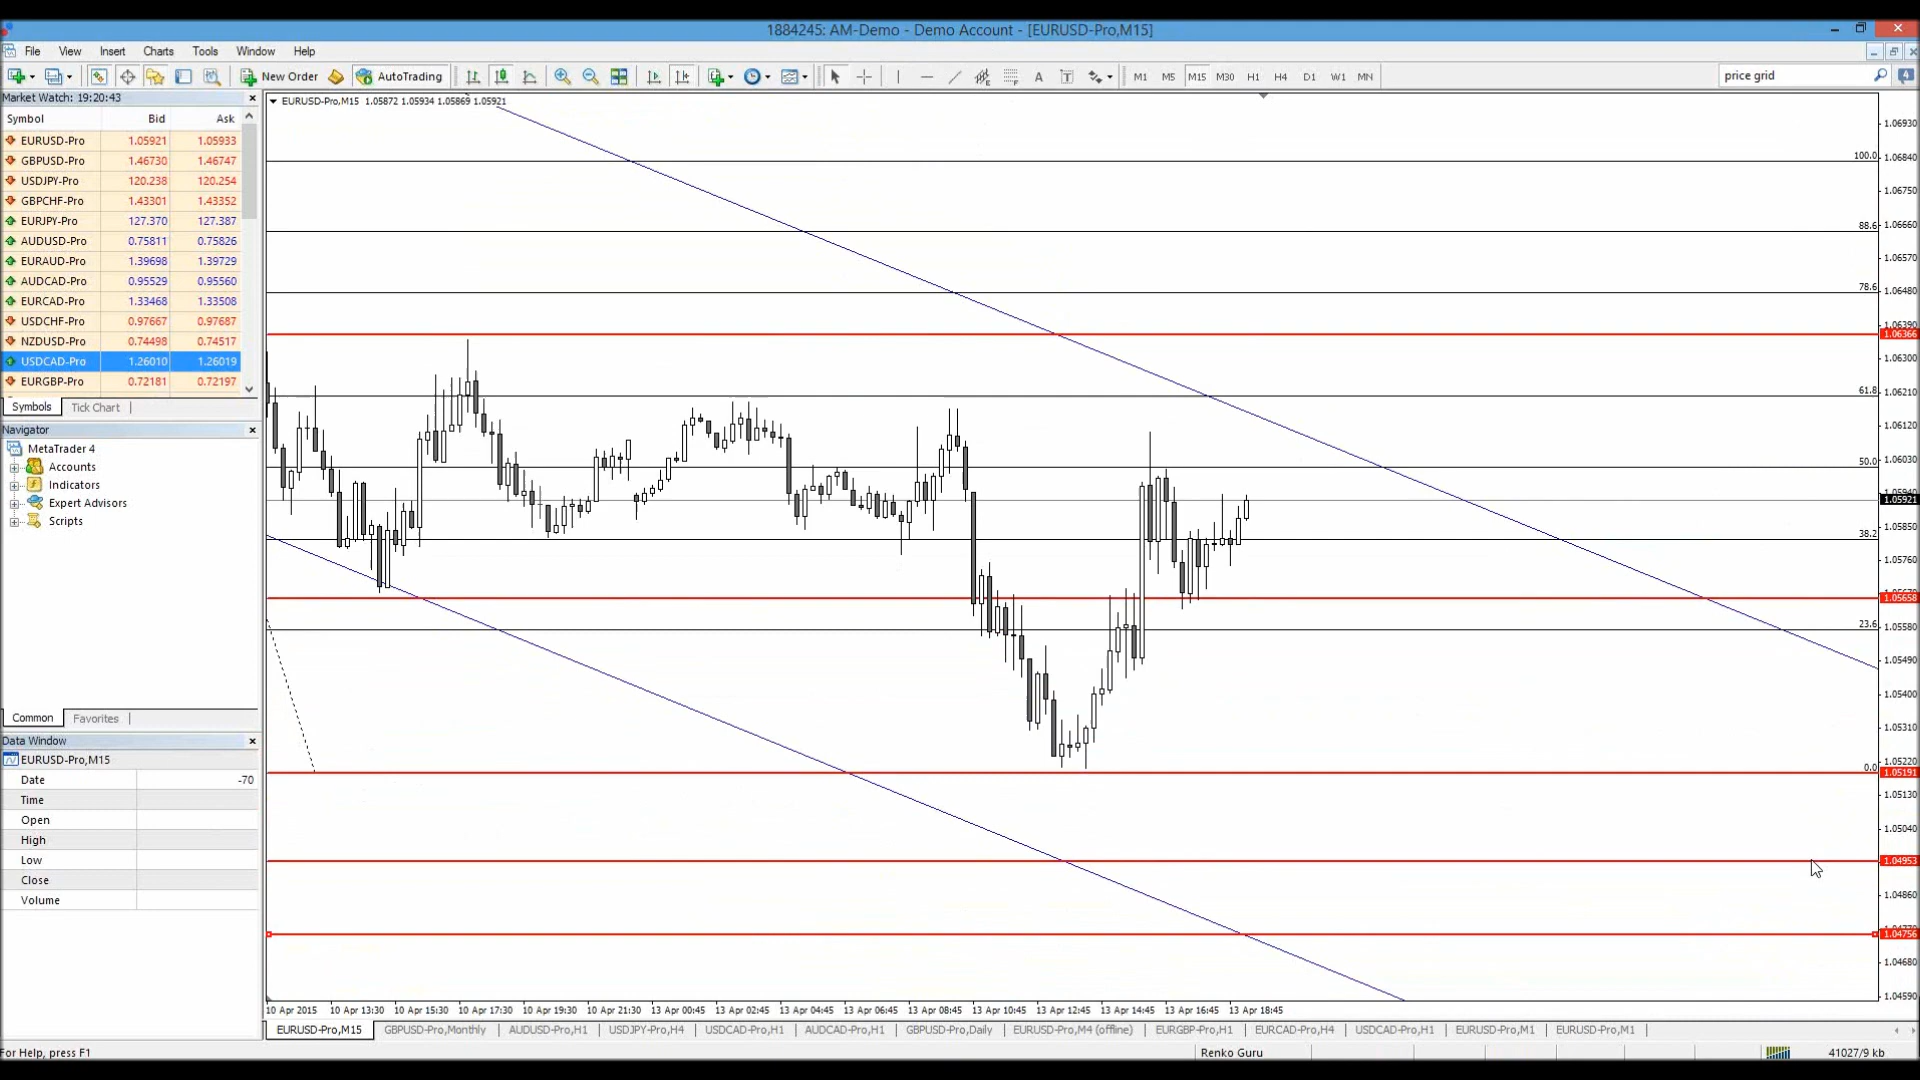 1884245: AM-Demo - Demo Account - [EURUSD-Pro,M15]
File View Insert Charts Tools Window Help
New Order AutoTrading A T M1 M5 M15 M30 H1 H4 D1 W1 MN price grid 4
Market Watch: 19:20:43
Symbol Bid Ask
EURUSD-Pro 1.05921 1.05933
GBPUSD-Pro 1.46730 1.46747
USDJPY-Pro 120.238 120.254
GBPCHF-Pro 1.43301 1.43352
EURJPY-Pro 127.370 127.387
AUDUSD-Pro 0.75811 0.75826
EURAUD-Pro 1.39698 1.39729
AUDCAD-Pro 0.95529 0.95560
EURCAD-Pro 1.33468 1.33508
USDCHF-Pro 0.97667 0.97687
NZDUSD-Pro 0.74498 0.74517
USDCAD-Pro 1.26010 1.26019
EURGBP-Pro 0.72181 0.72197
Symbols Tick Chart
Navigator
MetaTrader 4
Accounts
Indicators
Expert Advisors
Scripts
Common Favorites
Data Window
EURUSD-Pro,M15
Date -70
Time
Open
High
Low
Close
Volume
EURUSD-Pro,M15 1.05872 1.05934 1.05869 1.05921
1.06930
100.0 1.06840
1.06750
88.6 1.06660
1.06570
78.6 1.06480
1.06390
1.06366
1.06300
61.8 1.06210
1.06120
50.0 1.06030
1.05940
1.05921
38.2 1.05850
1.05760
1.05658
23.6 1.05580
1.05490
1.05400
1.05310
0.0 1.05220
1.05191
1.05130
1.05040
1.04953
1.04860
1.04756
1.04680
1.04590
10 Apr 2015 10 Apr 13:30 10 Apr 15:30 10 Apr 17:30 10 Apr 19:30 10 Apr 21:30 13 Apr 00:45 13 Apr 02:45 13 Apr 04:45 13 Apr 06:45 13 Apr 08:45 13 Apr 10:45 13 Apr 12:45 13 Apr 14:45 13 Apr 16:45 13 Apr 18:45
EURUSD-Pro,M15 GBPUSD-Pro,Monthly AUDUSD-Pro,H1 USDJPY-Pro,H4 USDCAD-Pro,H1 AUDCAD-Pro,H1 GBPUSD-Pro,Daily EURUSD-Pro,M4 (offline) EURGBP-Pro,H1 EURCAD-Pro,H4 USDCAD-Pro,H1 EURUSD-Pro,M1 EURUSD-Pro,M1
For Help, press F1 Renko Guru 41027/9 kb